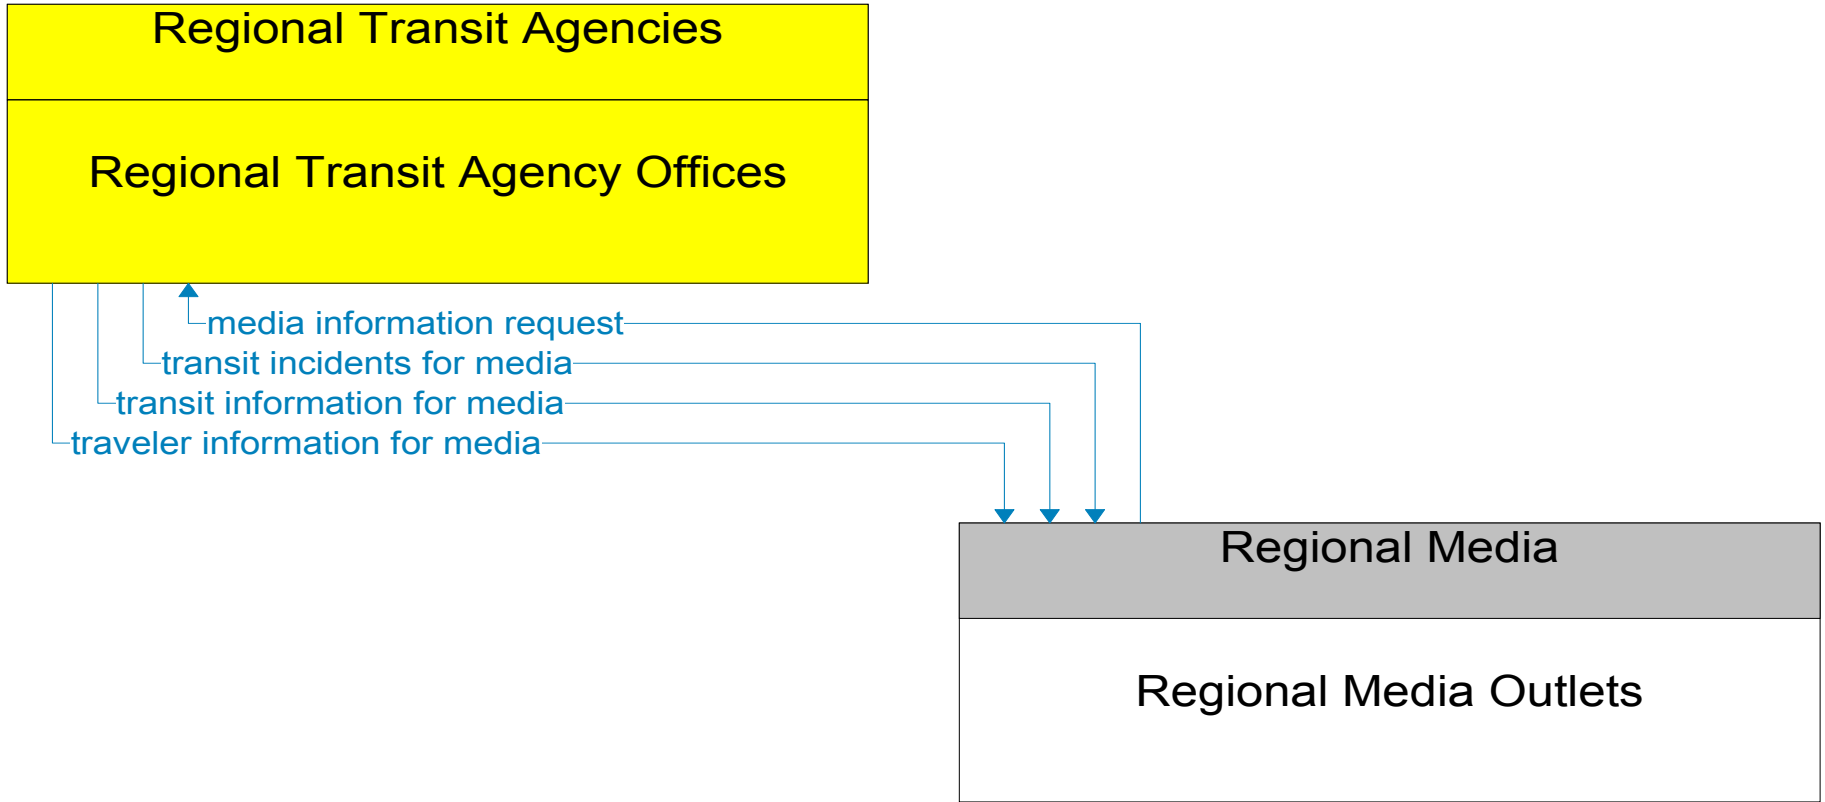 Regional Transit Agencies
Regional Transit Agency Offices
media information request
transit incidents for media
transit information for media
traveler information for media
Regional Media
Regional Media Outlets